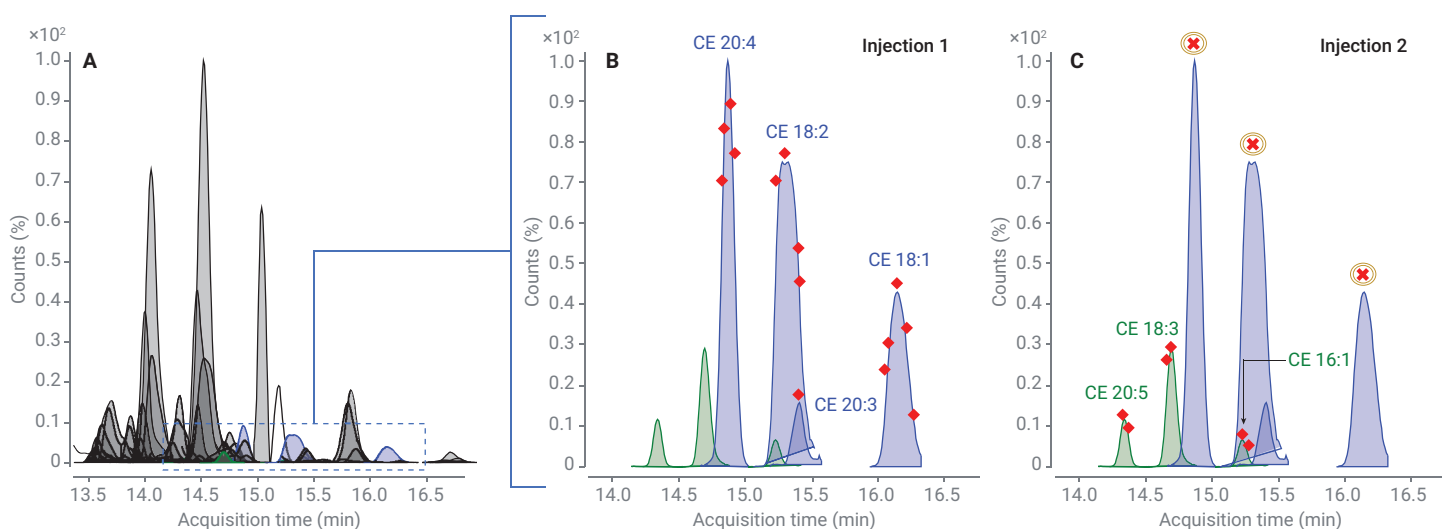 ×10²
A
1.0
0.9
0.8
0.7
0.6
0.5
0.4
0.3
0.2
0.1
0
Counts (%)
13.5 14.0 14.5 15.0 15.5 16.0 16.5
Acquisition time (min)
×10²
B
Injection 1
CE 20:4
CE 18:2
CE 18:1
CE 20:3
1.0
0.9
0.8
0.7
0.6
0.5
0.4
0.3
0.2
0.1
0
Counts (%)
14.0 14.5 15.0 15.5 16.0 16.5
Acquisition time (min)
×10²
C
Injection 2
CE 18:3
CE 16:1
CE 20:5
1.0
0.9
0.8
0.7
0.6
0.5
0.4
0.3
0.2
0.1
0
Counts (%)
14.0 14.5 15.0 15.5 16.0 16.5
Acquisition time (min)